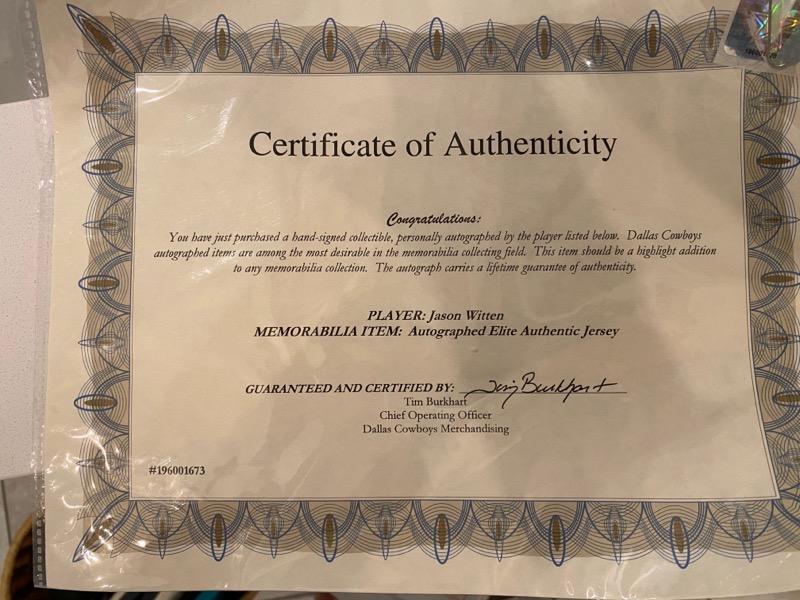 Certificate of Authenticity
Congratulations:
You have just purchased a hand-signed collectible, personally autographed by the player listed below. Dallas Cowboys
autographed items are among the most desirable in the memorabilia collecting field. This item should be a highlight addition
to any memorabilia collection. The autograph carries a lifetime guarantee of authenticity.
PLAYER: Jason Witten
MEMORABILIA ITEM: Autographed Elite Authentic Jersey
GUARANTEED AND CERTIFIED BY: Tim Burkhart
Tim Burkhart
Chief Operating Officer
Dallas Cowboys Merchandising
#196001673